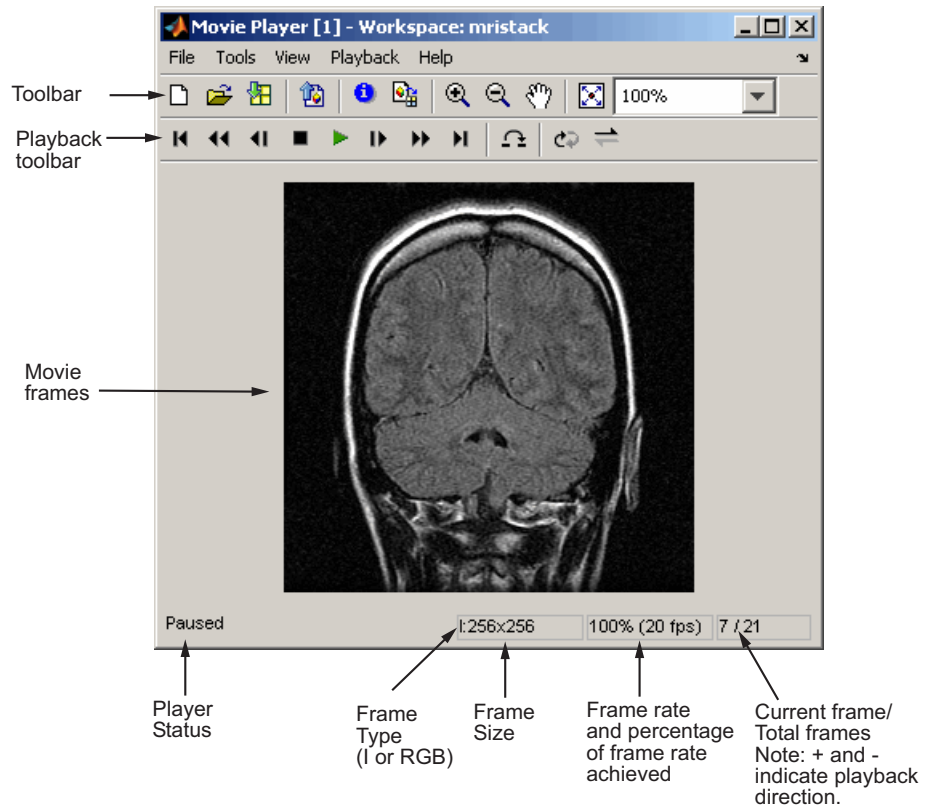 Movie Player [1] - Workspace: mristack
File Tools View Playback Help
Toolbar
100%
Playback
toolbar
Movie
frames
Paused
I:256x256
100% (20 fps)
7 / 21
Player
Status
Frame
Type
(I or RGB)
Frame
Size
Frame rate
and percentage
of frame rate
achieved
Current frame/
Total frames
Note: + and -
indicate playback
direction.